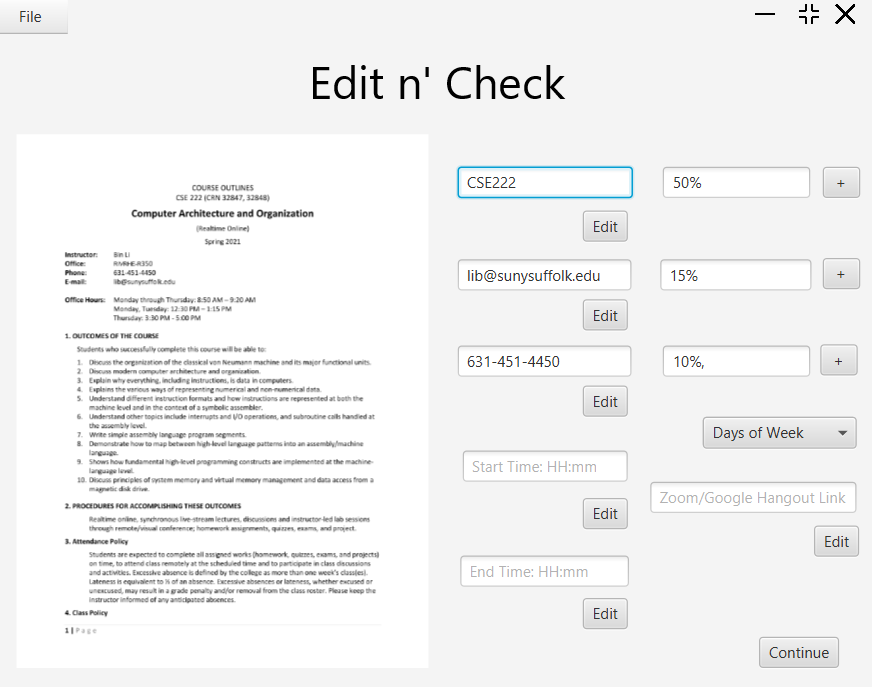 File
Edit n' Check
COURSE OUTLINES
CSE 222 (CRN 32847, 32848)
Computer Architecture and Organization
(Realtime Online)
Spring 2021
Instructor: Bin Li
Office: RIVRHE-R350
Phone: 631-451-4450
E-mail: lib@sunysuffolk.edu
Office Hours: Monday through Thursday: 8:50 AM – 9:20 AM
Monday, Tuesday: 12:30 PM – 1:15 PM
Thursday: 3:30 PM - 5:00 PM
1. OUTCOMES OF THE COURSE
Students who successfully complete this course will be able to:
1. Discuss the organization of the classical von Neumann machine and its major functional units.
2. Discuss modern computer architecture and organization.
3. Explain why everything, including instructions, is data in computers.
4. Explains the various ways of representing numerical and non-numerical data.
5. Understand different instruction formats and how instructions are represented at both the
machine level and in the context of a symbolic assembler.
6. Understand other topics include interrupts and I/O operations, and subroutine calls handled at
the assembly level.
7. Write simple assembly language program segments.
8. Demonstrate how to map between high-level language patterns into an assembly/machine
language.
9. Shows how fundamental high-level programming constructs are implemented at the machine-
language level.
10. Discuss principles of system memory and virtual memory management and data access from a
magnetic disk drive.
2. PROCEDURES FOR ACCOMPLISHING THESE OUTCOMES
Realtime online, synchronous live-stream lectures, discussions and instructor-led lab sessions
through remote/visual conference; homework assignments, quizzes, exams, and project.
3. Attendance Policy
Students are expected to complete all assigned works (homework, quizzes, exams, and projects)
on time, to attend class remotely at the scheduled time and to participate in class discussions
and activities. Excessive absence is defined by the college as more than one week's class(es).
Lateness is equivalent to ⅓ of an absence. Excessive absences or lateness, whether excused or
unexcused, may result in a grade penalty and/or removal from the class roster. Please keep the
instructor informed of any anticipated absences.
4. Class Policy
1 | Page
CSE222 50% +
Edit
lib@sunysuffolk.edu 15% +
Edit
631-451-4450 10%, +
Edit
Days of Week
Start Time: HH:mm
Zoom/Google Hangout Link
Edit
Edit
End Time: HH:mm
Edit
Continue